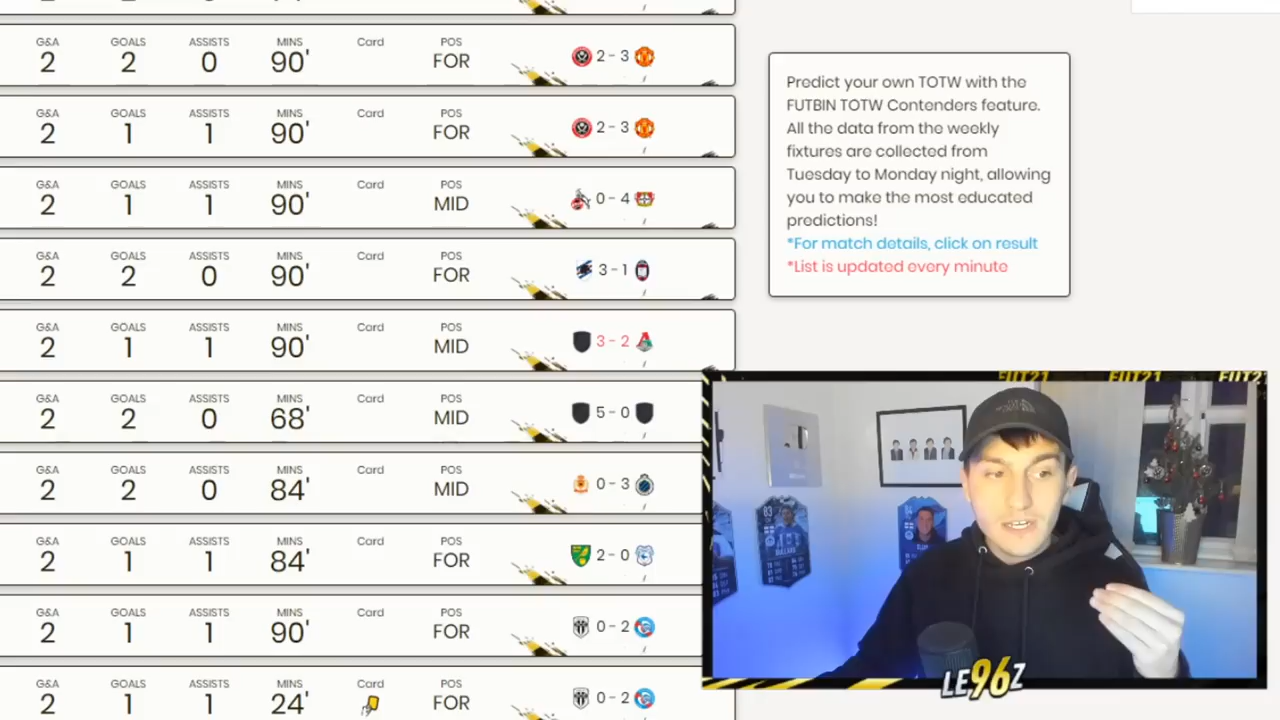 G&A GOALS ASSISTS MINS Card POS
2 2 0 90' FOR 2 - 3
G&A GOALS ASSISTS MINS Card POS
2 1 1 90' FOR 2 - 3
G&A GOALS ASSISTS MINS Card POS
2 1 1 90' MID 0 - 4
G&A GOALS ASSISTS MINS Card POS
2 2 0 90' FOR 3 - 1
G&A GOALS ASSISTS MINS Card POS
2 1 1 90' MID 3 - 2
G&A GOALS ASSISTS MINS Card POS
2 2 0 68' MID 5 - 0
G&A GOALS ASSISTS MINS Card POS
2 2 0 84' MID 0 - 3
G&A GOALS ASSISTS MINS Card POS
2 1 1 84' FOR 2 - 0
G&A GOALS ASSISTS MINS Card POS
2 1 1 90' FOR 0 - 2
G&A GOALS ASSISTS MINS Card POS
2 1 1 24' FOR 0 - 2
Predict your own TOTW with the
FUTBIN TOTW Contenders feature.
All the data from the weekly
fixtures are collected from
Tuesday to Monday night, allowing
you to make the most educated
predictions!
*For match details, click on result
*List is updated every minute
FUT21 FUT21 FUT21
83
LE96Z